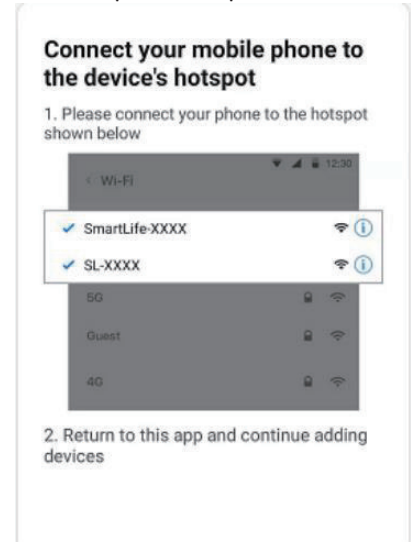 Connect your mobile phone to
the device's hotspot
1. Please connect your phone to the hotspot
shown below
12:30
‹ Wi-Fi
SmartLife-XXXX
SL-XXXX
5G
Guest
4G
2. Return to this app and continue adding
devices